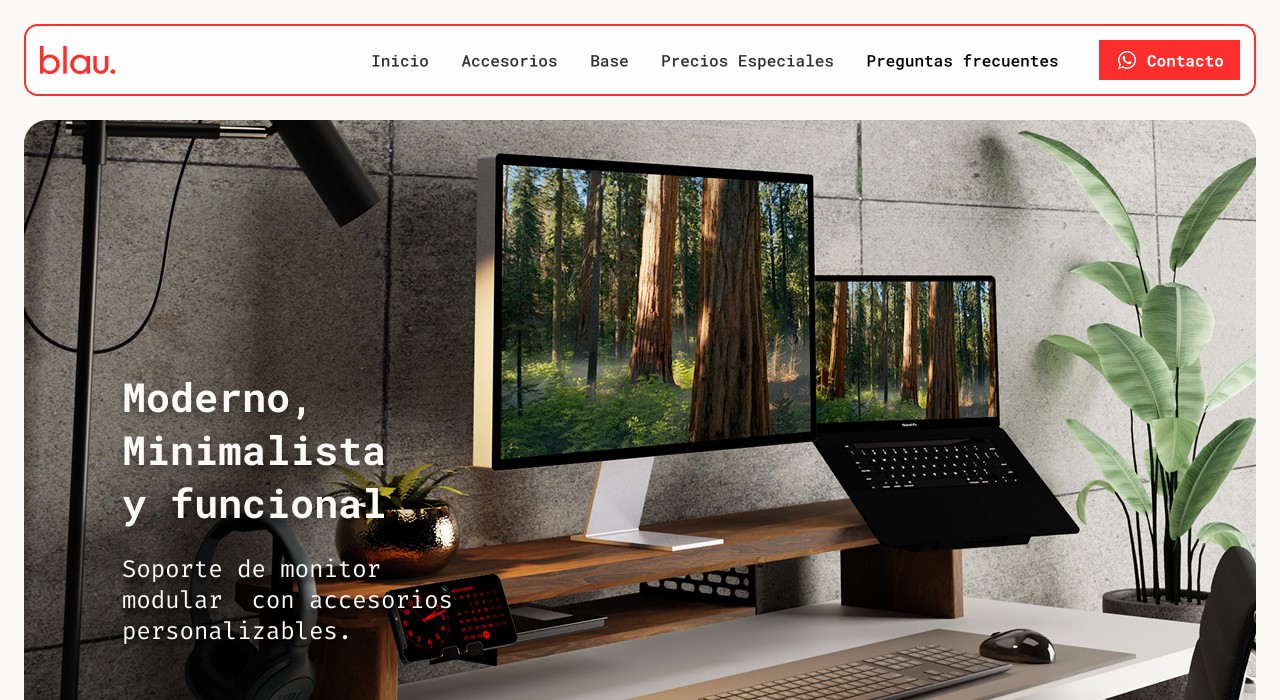 blau.
Inicio
Accesorios
Base
Precios Especiales
Preguntas frecuentes
Contacto
Moderno,
Minimalista
y funcional
Soporte de monitor
modular con accesorios
personalizables.